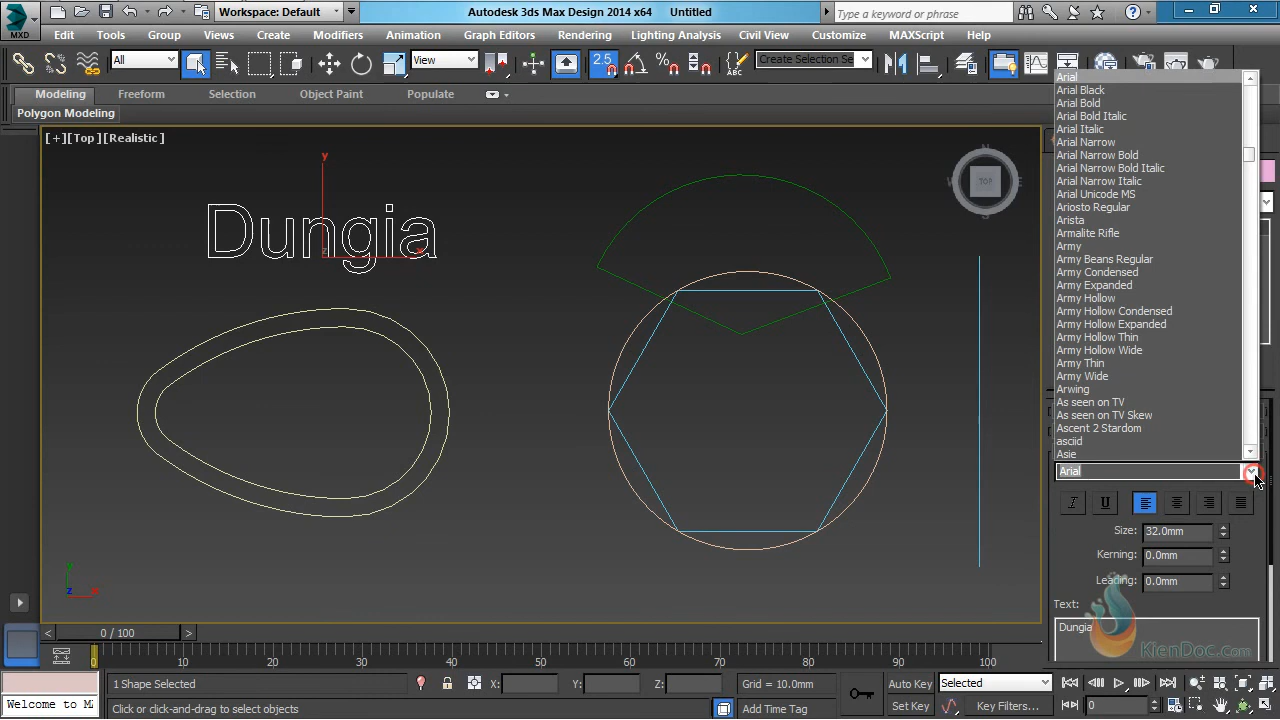 Workspace: Default
Autodesk 3ds Max Design 2014 x64 Untitled
Type a keyword or phrase
MXD
Edit Tools Group Views Create Modifiers Animation Graph Editors Rendering Lighting Analysis Civil View Customize MAXScript Help
All
View
2.5
Create Selection Se
Modeling Freeform Selection Object Paint Populate
Polygon Modeling
[+][Top][Realistic]
y
N
W TOP E
S
Dungia
z x
y
z x
Arial
Arial Black
Arial Bold
Arial Bold Italic
Arial Italic
Arial Narrow
Arial Narrow Bold
Arial Narrow Bold Italic
Arial Narrow Italic
Arial Unicode MS
Ariosto Regular
Arista
Armalite Rifle
Army
Army Beans Regular
Army Condensed
Army Expanded
Army Hollow
Army Hollow Condensed
Army Hollow Expanded
Army Hollow Thin
Army Hollow Wide
Army Thin
Army Wide
Arwing
As seen on TV
As seen on TV Skew
Ascent 2 Stardom
asciid
Asie
Arial
I U
Size: 32.0mm
Kerning: 0.0mm
Leading: 0.0mm
Text:
Dungia
KienDoc.Com
< 0 / 100 >
0 10 20 30 40 50 60 70 80 90 100
1 Shape Selected X: Y: Z: Grid = 10.0mm Auto Key Selected
Welcome to MA Click or click-and-drag to select objects Add Time Tag Set Key Key Filters... 0